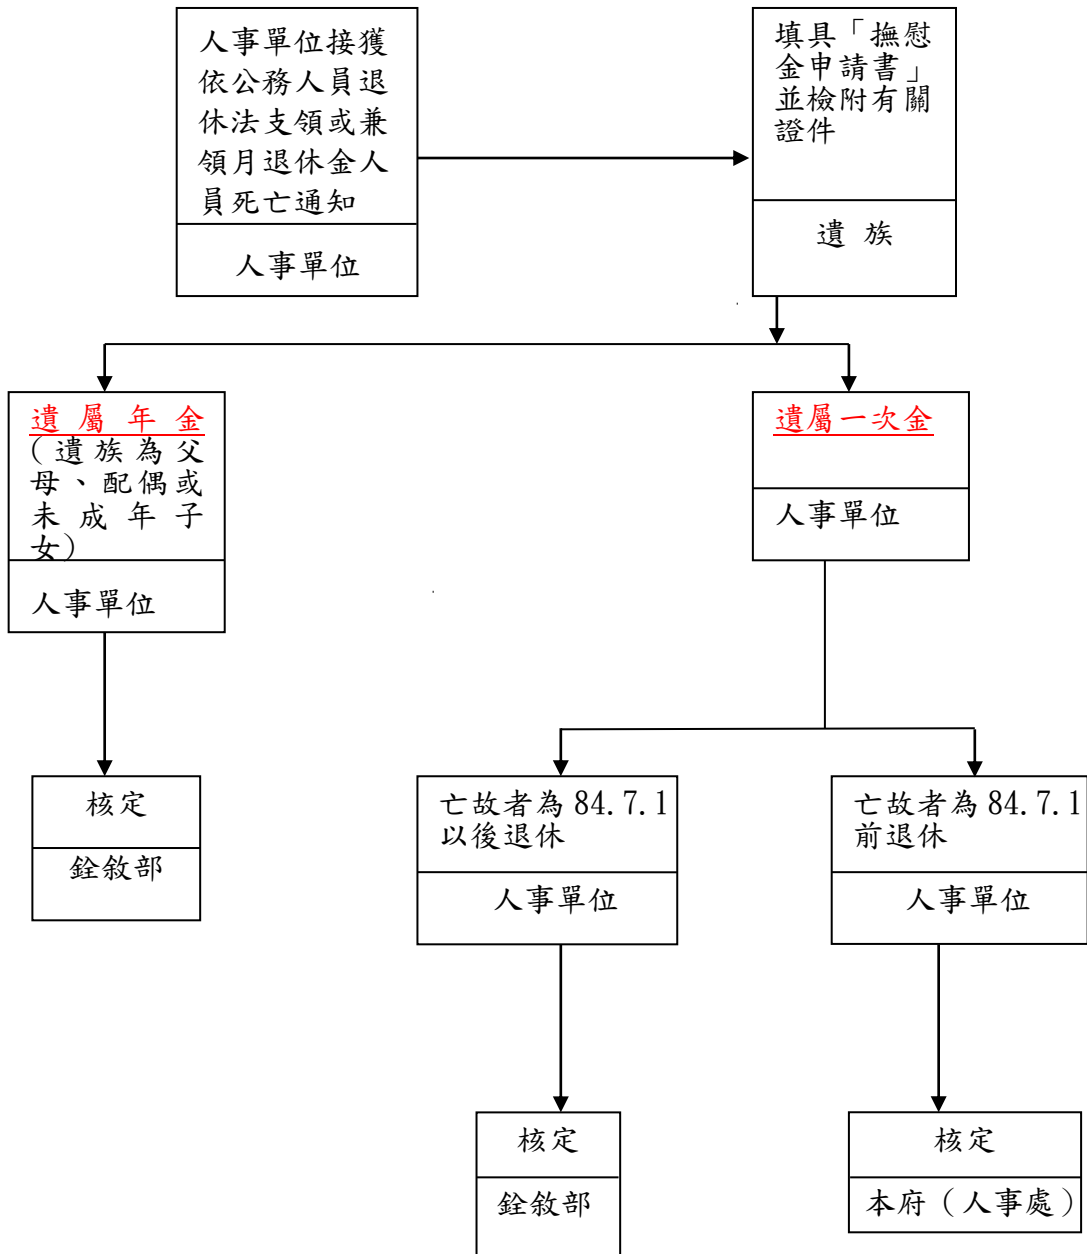 人事單位接獲
依公務人員退
休法支領或兼
領月退休金人
員死亡通知
人事單位
填具「撫慰
金申請書」
並檢附有關
證件
遺 族
遺 屬 年 金
(遺族為父
母、配偶或
未成年子
女)
人事單位
遺屬一次金
人事單位
核定
銓敘部
亡故者為 84.7.1
以後退休
人事單位
亡故者為 84.7.1
前退休
人事單位
核定
銓敘部
核定
本府（人事處）